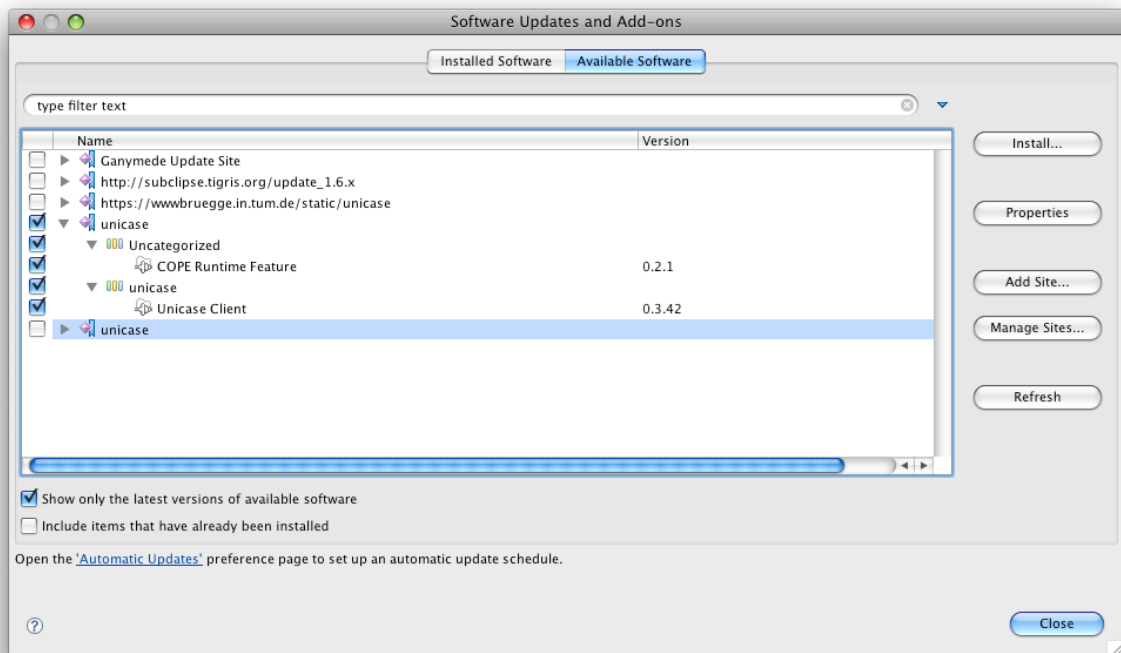 Software Updates and Add-ons
Installed Software Available Software
type filter text
Name Version
Install...
Ganymede Update Site
http://subclipse.tigris.org/update_1.6.x
https://wwwbruegge.in.tum.de/static/unicase
Properties
unicase
Uncategorized
COPE Runtime Feature 0.2.1
Add Site...
unicase
Unicase Client 0.3.42
Manage Sites...
unicase
Refresh
Show only the latest versions of available software
Include items that have already been installed
Open the 'Automatic Updates' preference page to set up an automatic update schedule.
?
Close